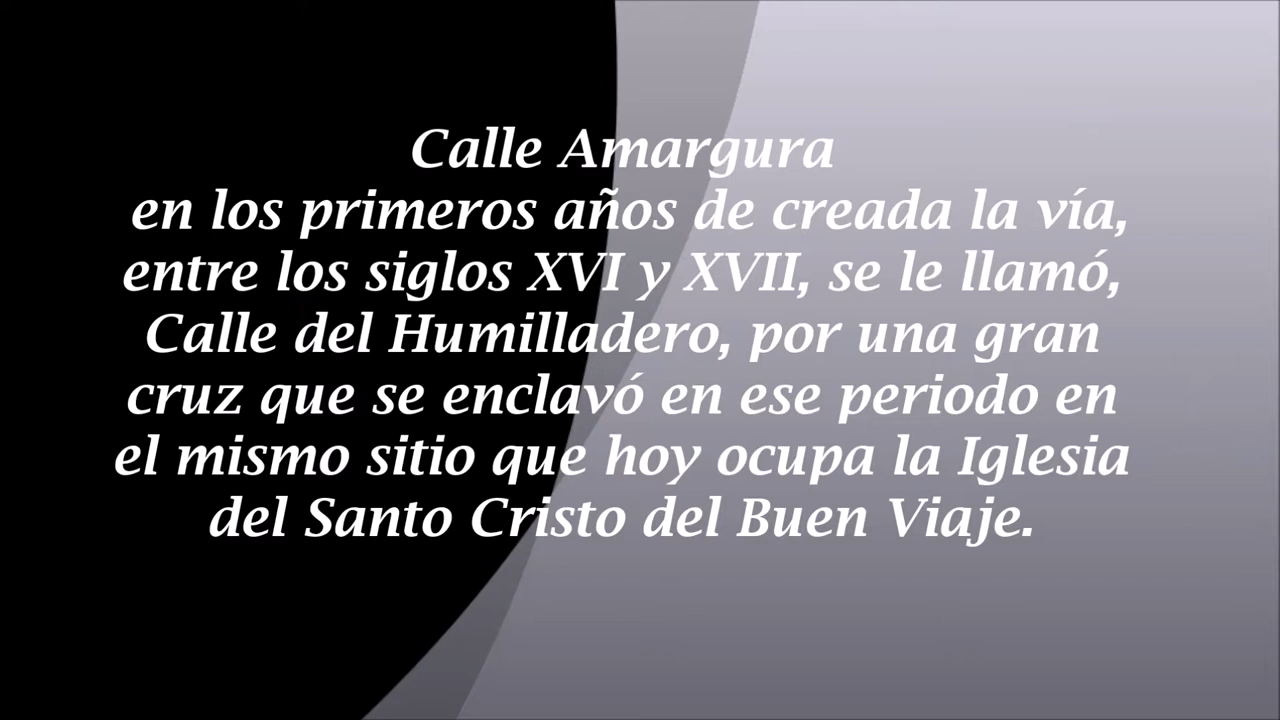 Calle Amargura
en los primeros años de creada la vía,
entre los siglos XVI y XVII, se le llamó,
Calle del Humilladero, por una gran
cruz que se enclavó en ese periodo en
el mismo sitio que hoy ocupa la Iglesia
del Santo Cristo del Buen Viaje.